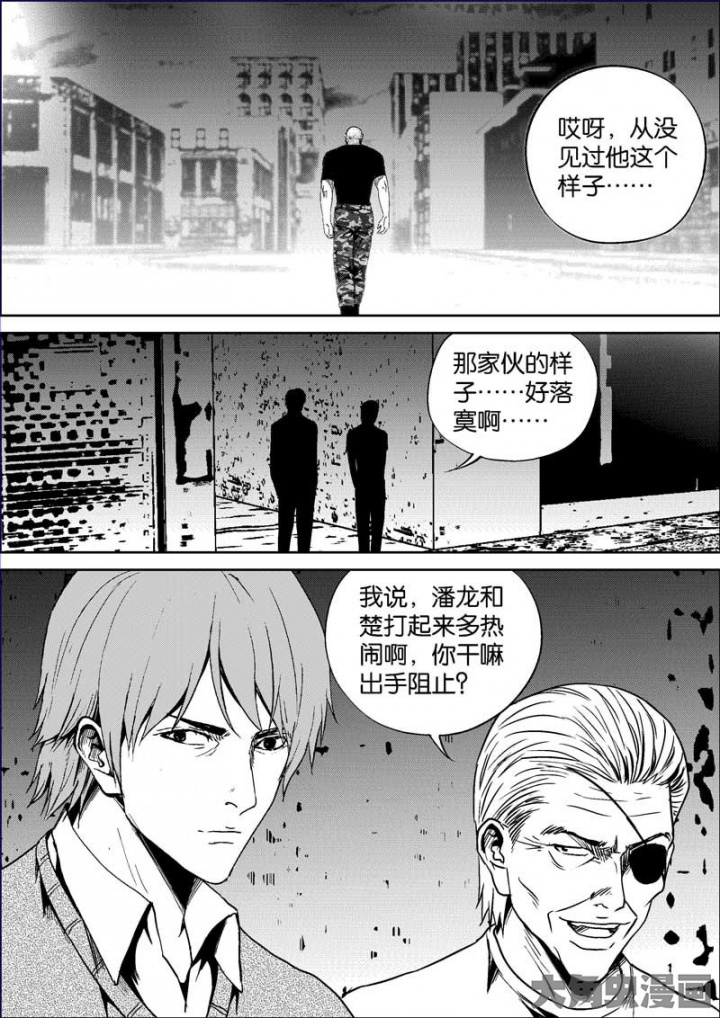 哎呀，从没
见过他这个
样子……
那家伙的样
子……好落
寞啊……
我说，潘龙和
楚打起来多热
闹啊，你干嘛
出手阻止？
1
大角虫漫画